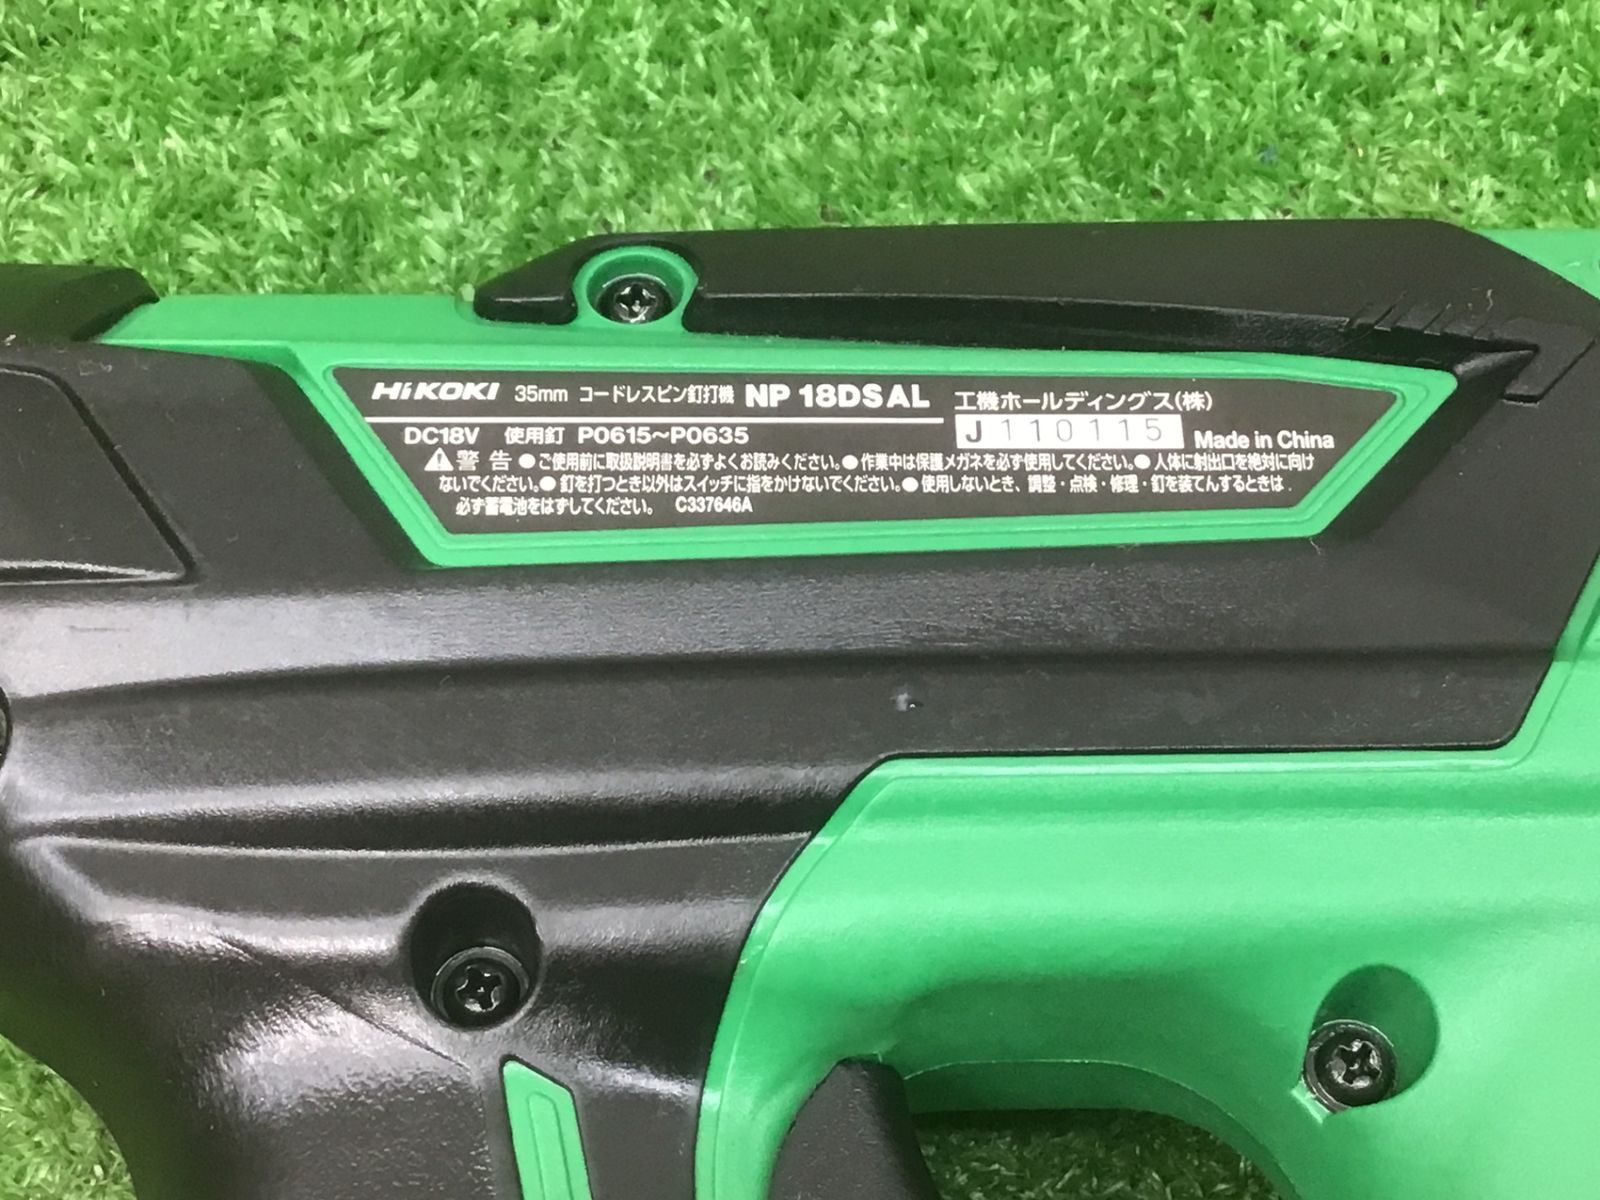 HiKOKI 35mm コードレスピン釘打機 NP 18DSAL 工機ホールディングス(株)
DC18V 使用釘 P0615～P0635 J 110115 Made in China
警告 ●ご使用前に取扱説明書を必ずよくお読みください。●作業中は保護メガネを必ず使用してください。●人体に射出口を絶対に向け
ないでください。●釘を打つとき以外はスイッチに指をかけないでください。●使用しないとき、調整・点検・修理・釘を装てんするときは
必ず蓄電池をはずしてください。 C337646A